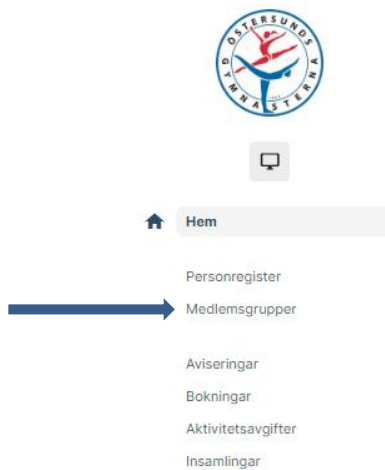 ÖSTERSUNDS
GYMNASTERNA
Hem
Personregister
Medlemsgrupper
Aviseringar
Bokningar
Aktivitetsavgifter
Insamlingar